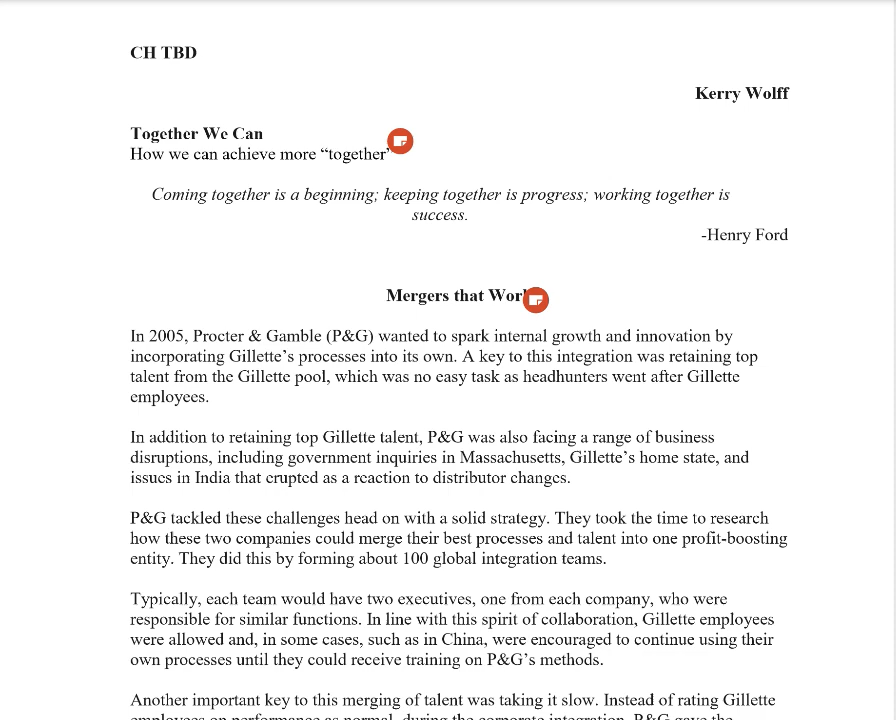 CH TBD
Kerry Wolff
Together We Can
How we can achieve more “together”
Coming together is a beginning; keeping together is progress; working together is
success.
-Henry Ford
Mergers that
In 2005, Procter & Gamble (P&G) wanted to spark internal growth and innovation by
incorporating Gillette’s processes into its own. A key to this integration was retaining top
talent from the Gillette pool, which was no easy task as headhunters went after Gillette
employees.
In addition to retaining top Gillette talent, P&G was also facing a range of business
disruptions, including government inquiries in Massachusetts, Gillette’s home state, and
issues in India that erupted as a reaction to distributor changes.
P&G tackled these challenges head on with a solid strategy. They took the time to research
how these two companies could merge their best processes and talent into one profit-boosting
entity. They did this by forming about 100 global integration teams.
Typically, each team would have two executives, one from each company, who were
responsible for similar functions. In line with this spirit of collaboration, Gillette employees
were allowed and, in some cases, such as in China, were encouraged to continue using their
own processes until they could receive training on P&G’s methods.
Another important key to this merging of talent was taking it slow. Instead of rating Gillette
employees on performance as normal, during the corporate integration, P&G gave the